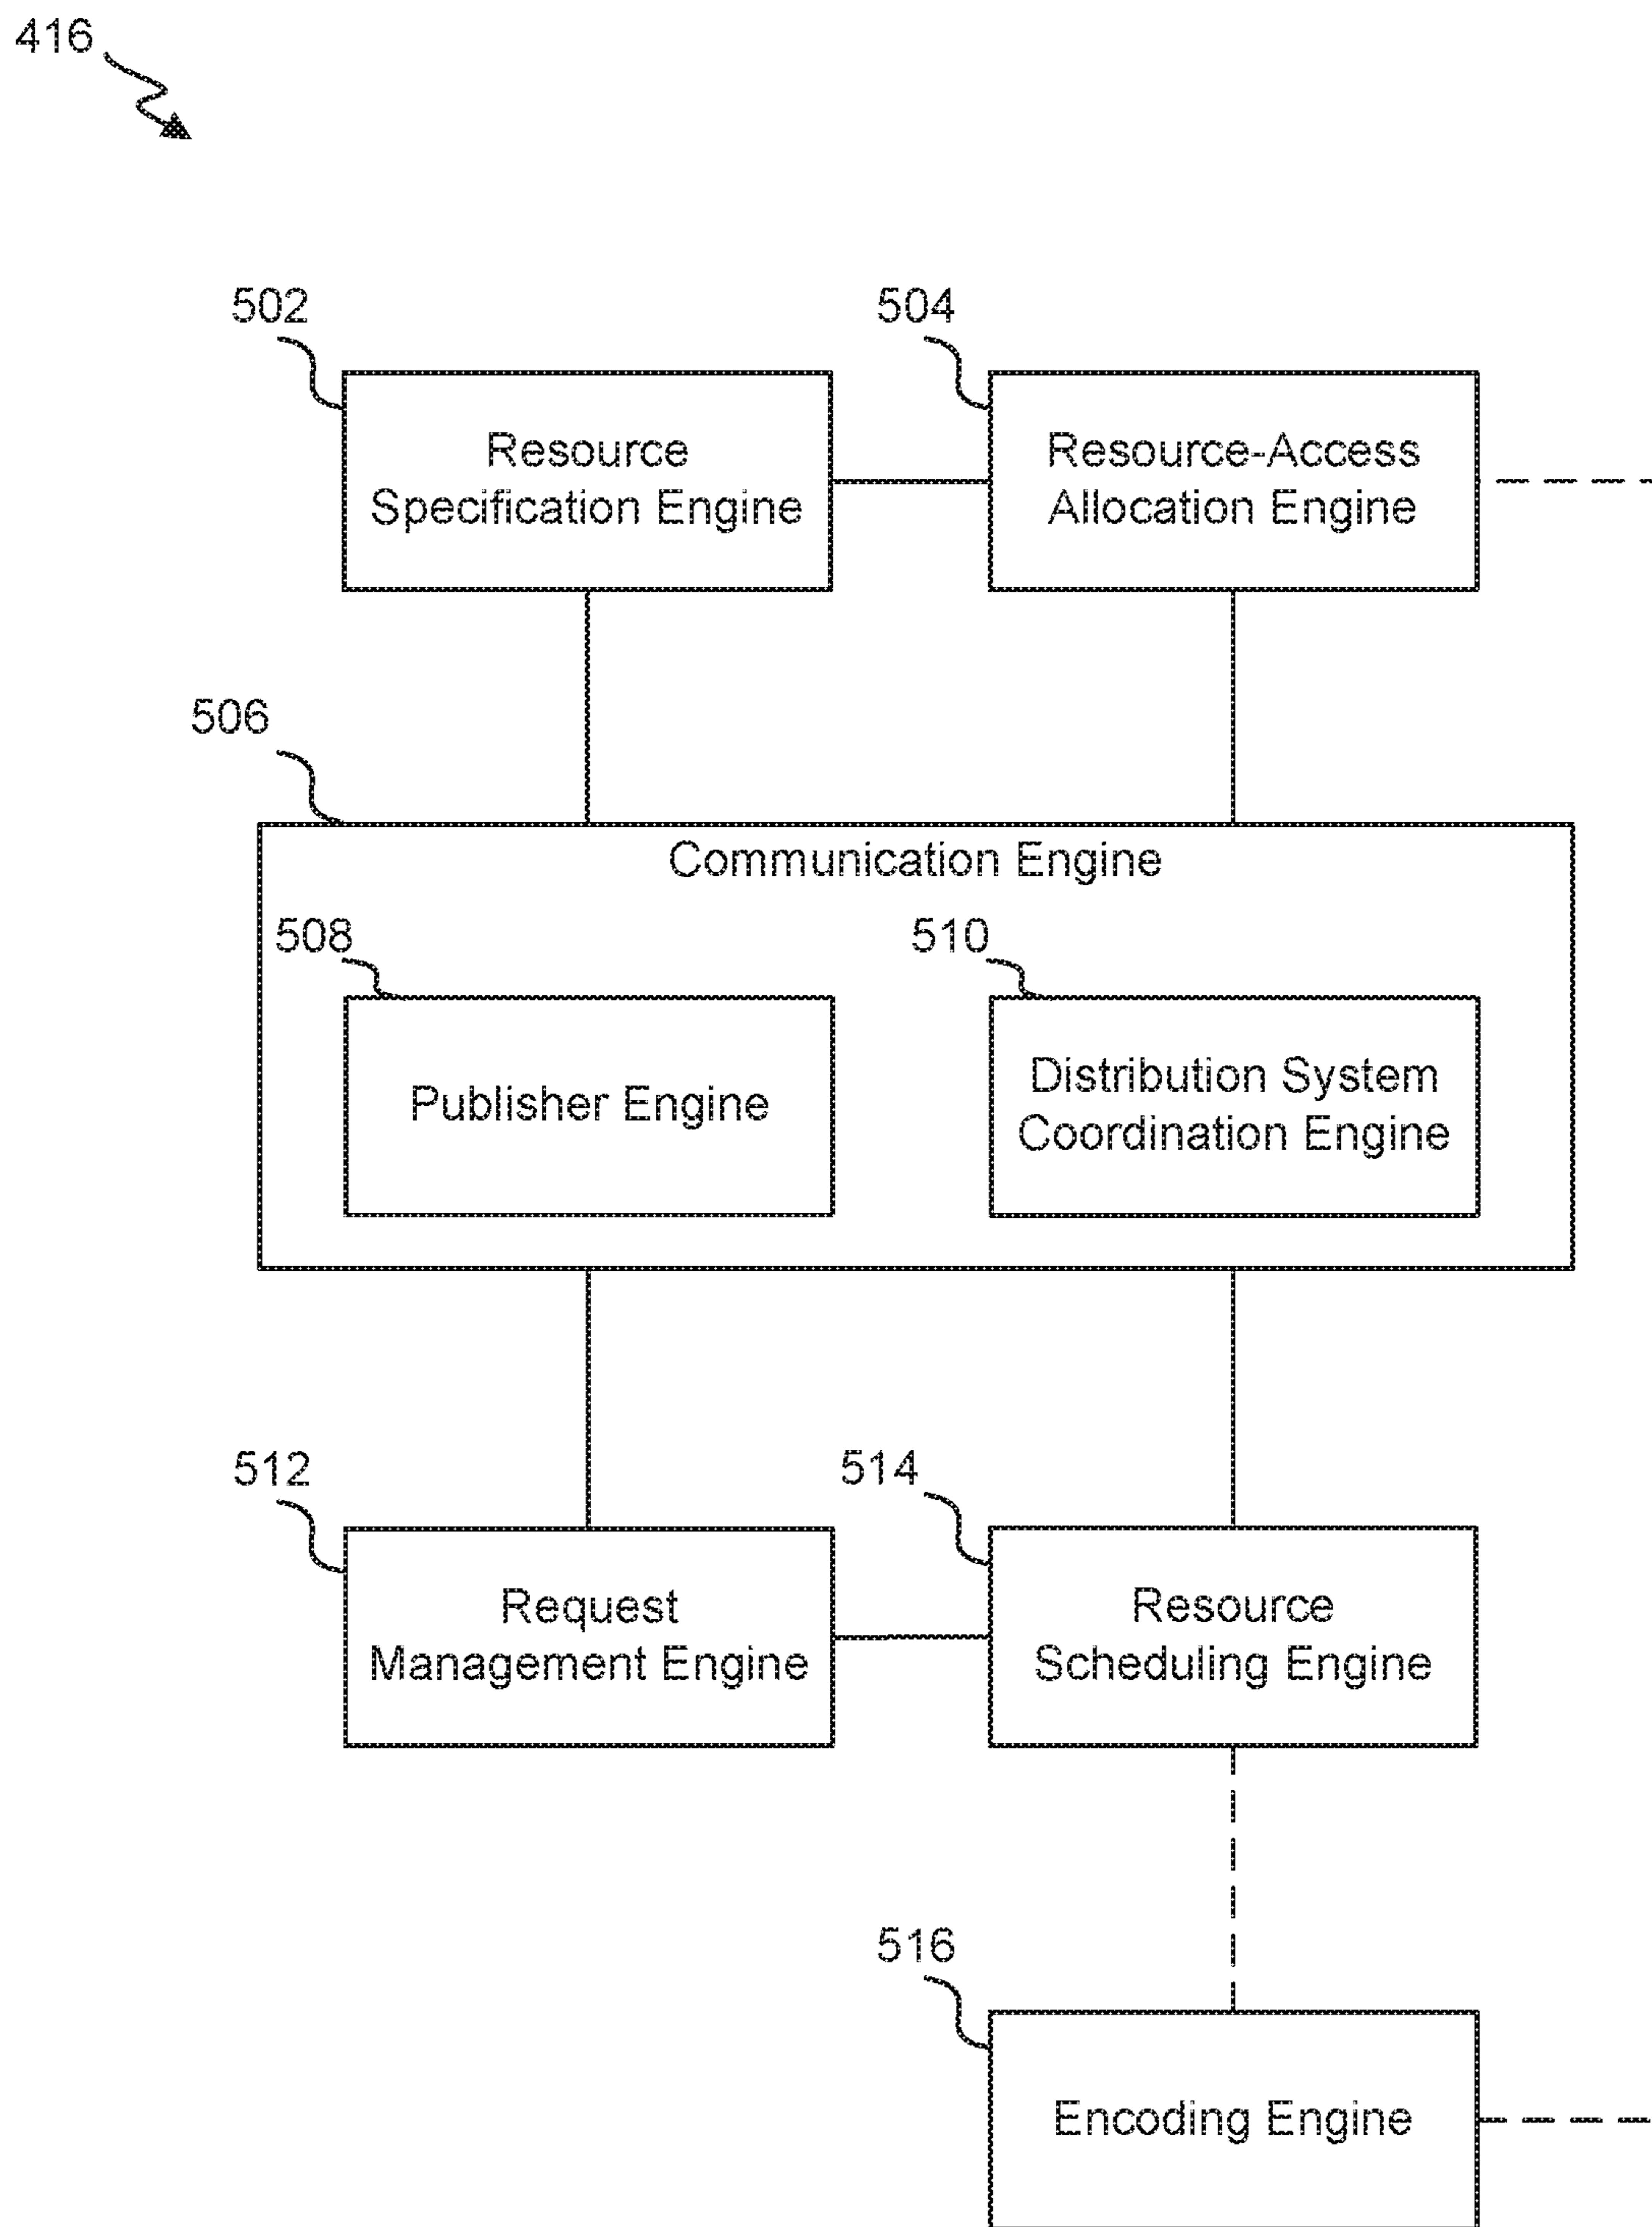 416
502
504
Resource
Specification Engine
Resource-Access
Allocation Engine
506
Communication Engine
508
510
Publisher Engine
Distribution System
Coordination Engine
512
514
Request
Management Engine
Resource
Scheduling Engine
516
Encoding Engine